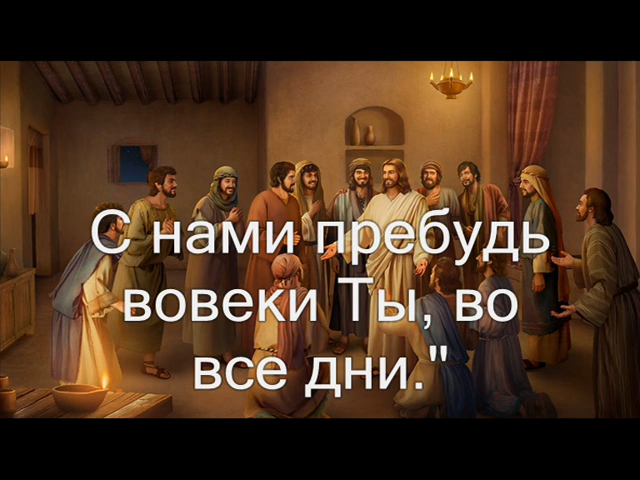 С нами пребудь
вовеки Ты, во
все дни."